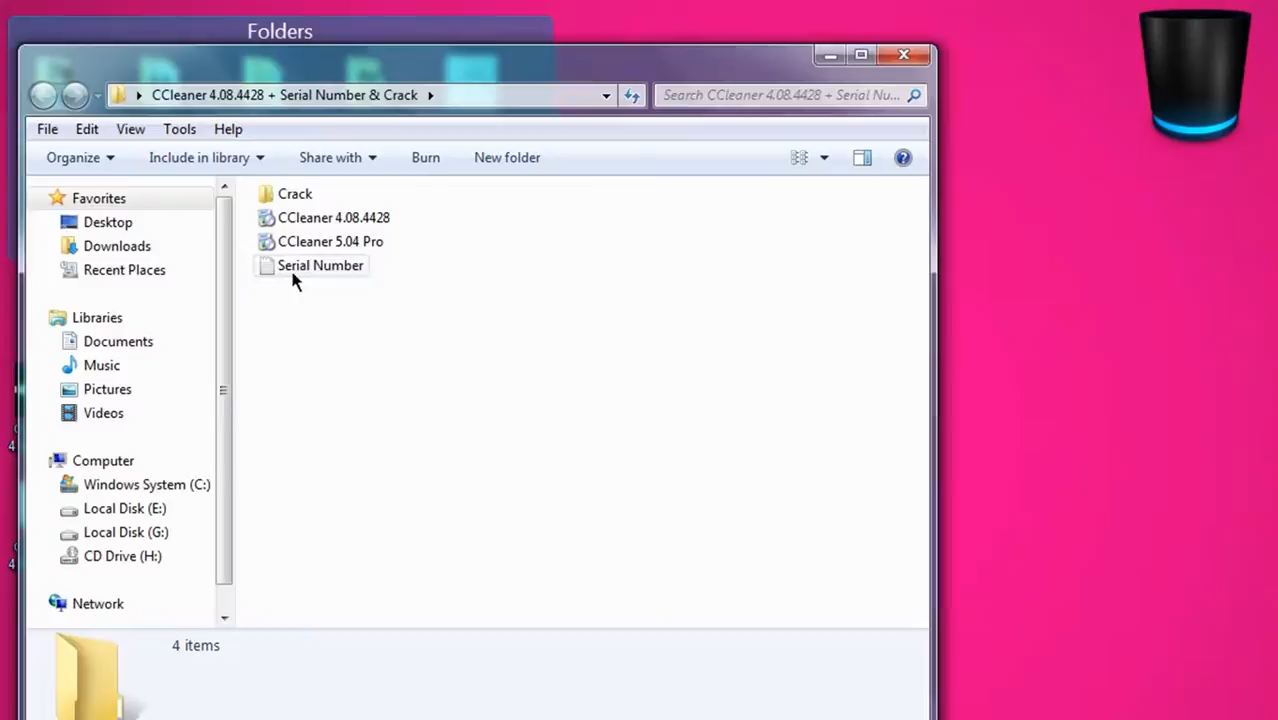 Folders
CCleaner 4.08.4428 + Serial Number & Crack
Search CCleaner 4.08.4428 + Serial Nu...
File Edit View Tools Help
Organize Include in library Share with Burn New folder
Favorites
Desktop
Downloads
Recent Places
Libraries
Documents
Music
Pictures
Videos
Computer
Windows System (C:)
Local Disk (E:)
Local Disk (G:)
CD Drive (H:)
Network
Crack
CCleaner 4.08.4428
CCleaner 5.04 Pro
Serial Number
4 items